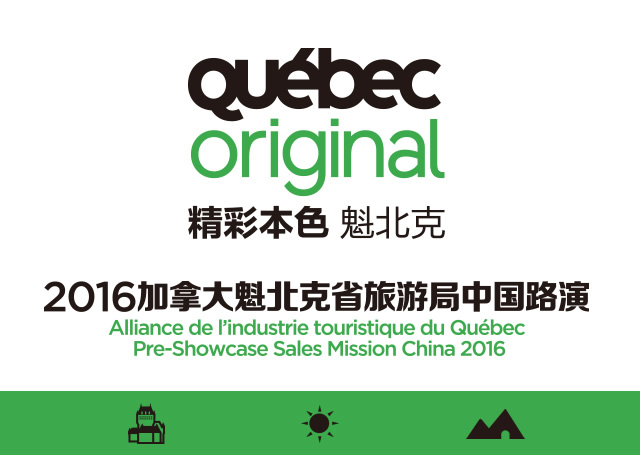 québec
original
精彩本色 魁北克
2016加拿大魁北克省旅游局中国路演
Alliance de l'industrie touristique du Québec
Pre-Showcase Sales Mission China 2016